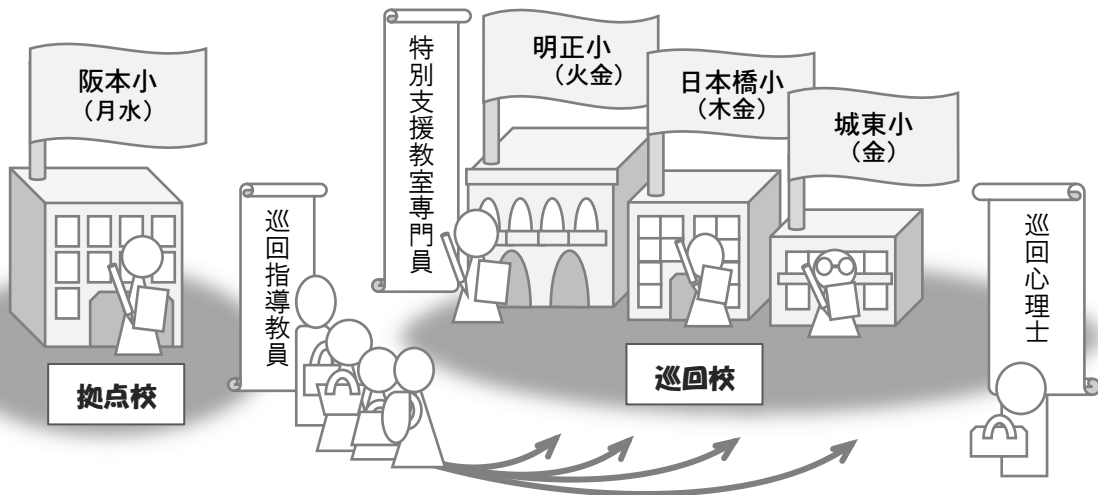 阪本小
（月水）
拠点校
巡回指導教員
特別支援教室専門員
明正小
（火金）
日本橋小
（木金）
城東小
（金）
巡回校
巡回心理士